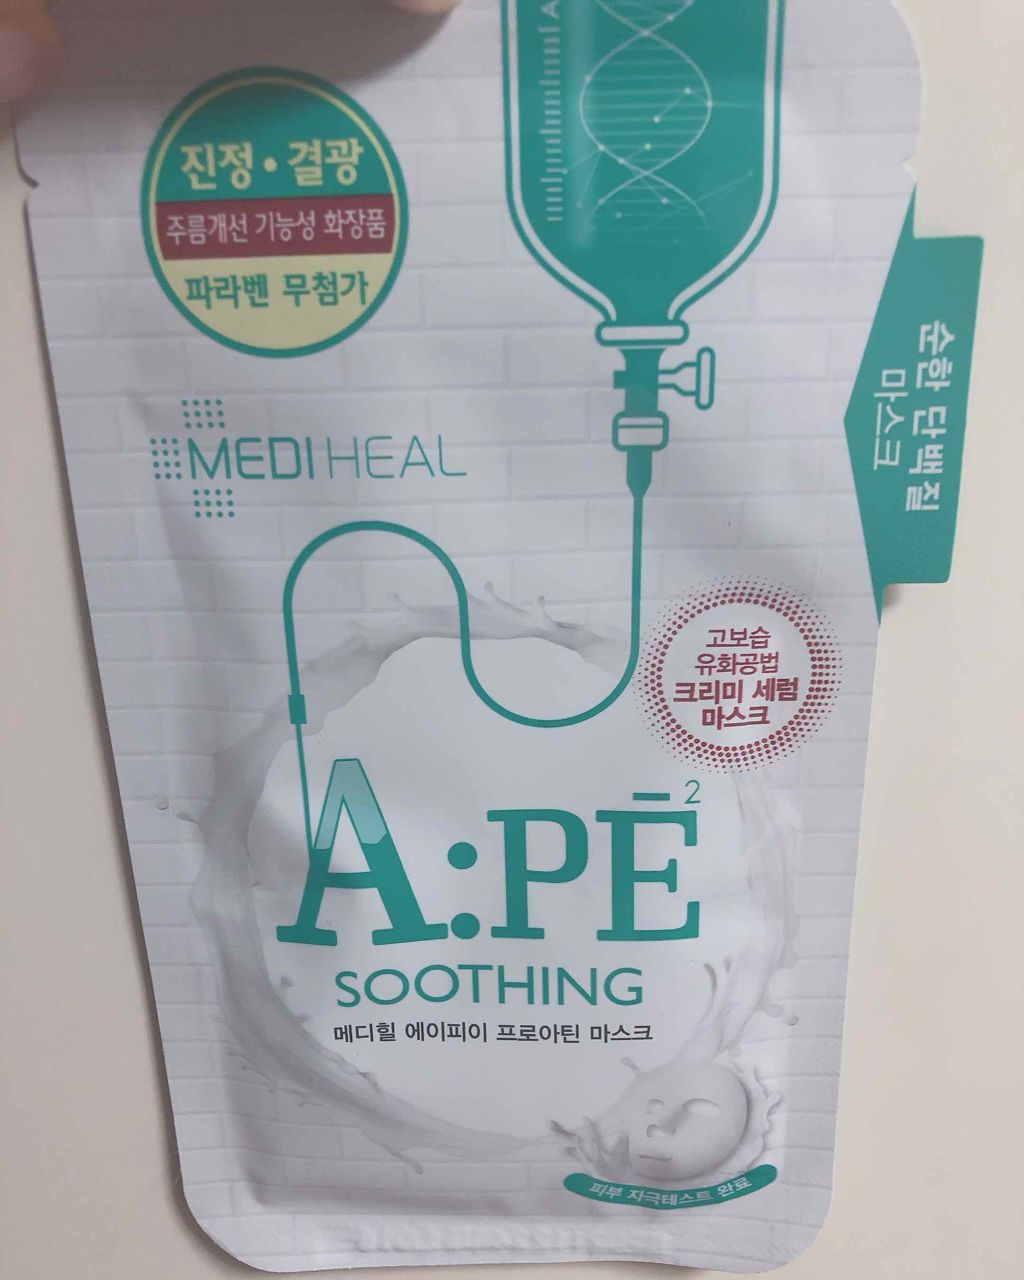 진정•결광
주름개선 기능성 화장품
파라벤 무첨가
순한 단백질
마스크
MEDIHEAL
고보습
유화공법
크리미 세럼
마스크
A:PĒ²
SOOTHING
메디힐 에이피이 프로아틴 마스크
피부 자극테스트 완료